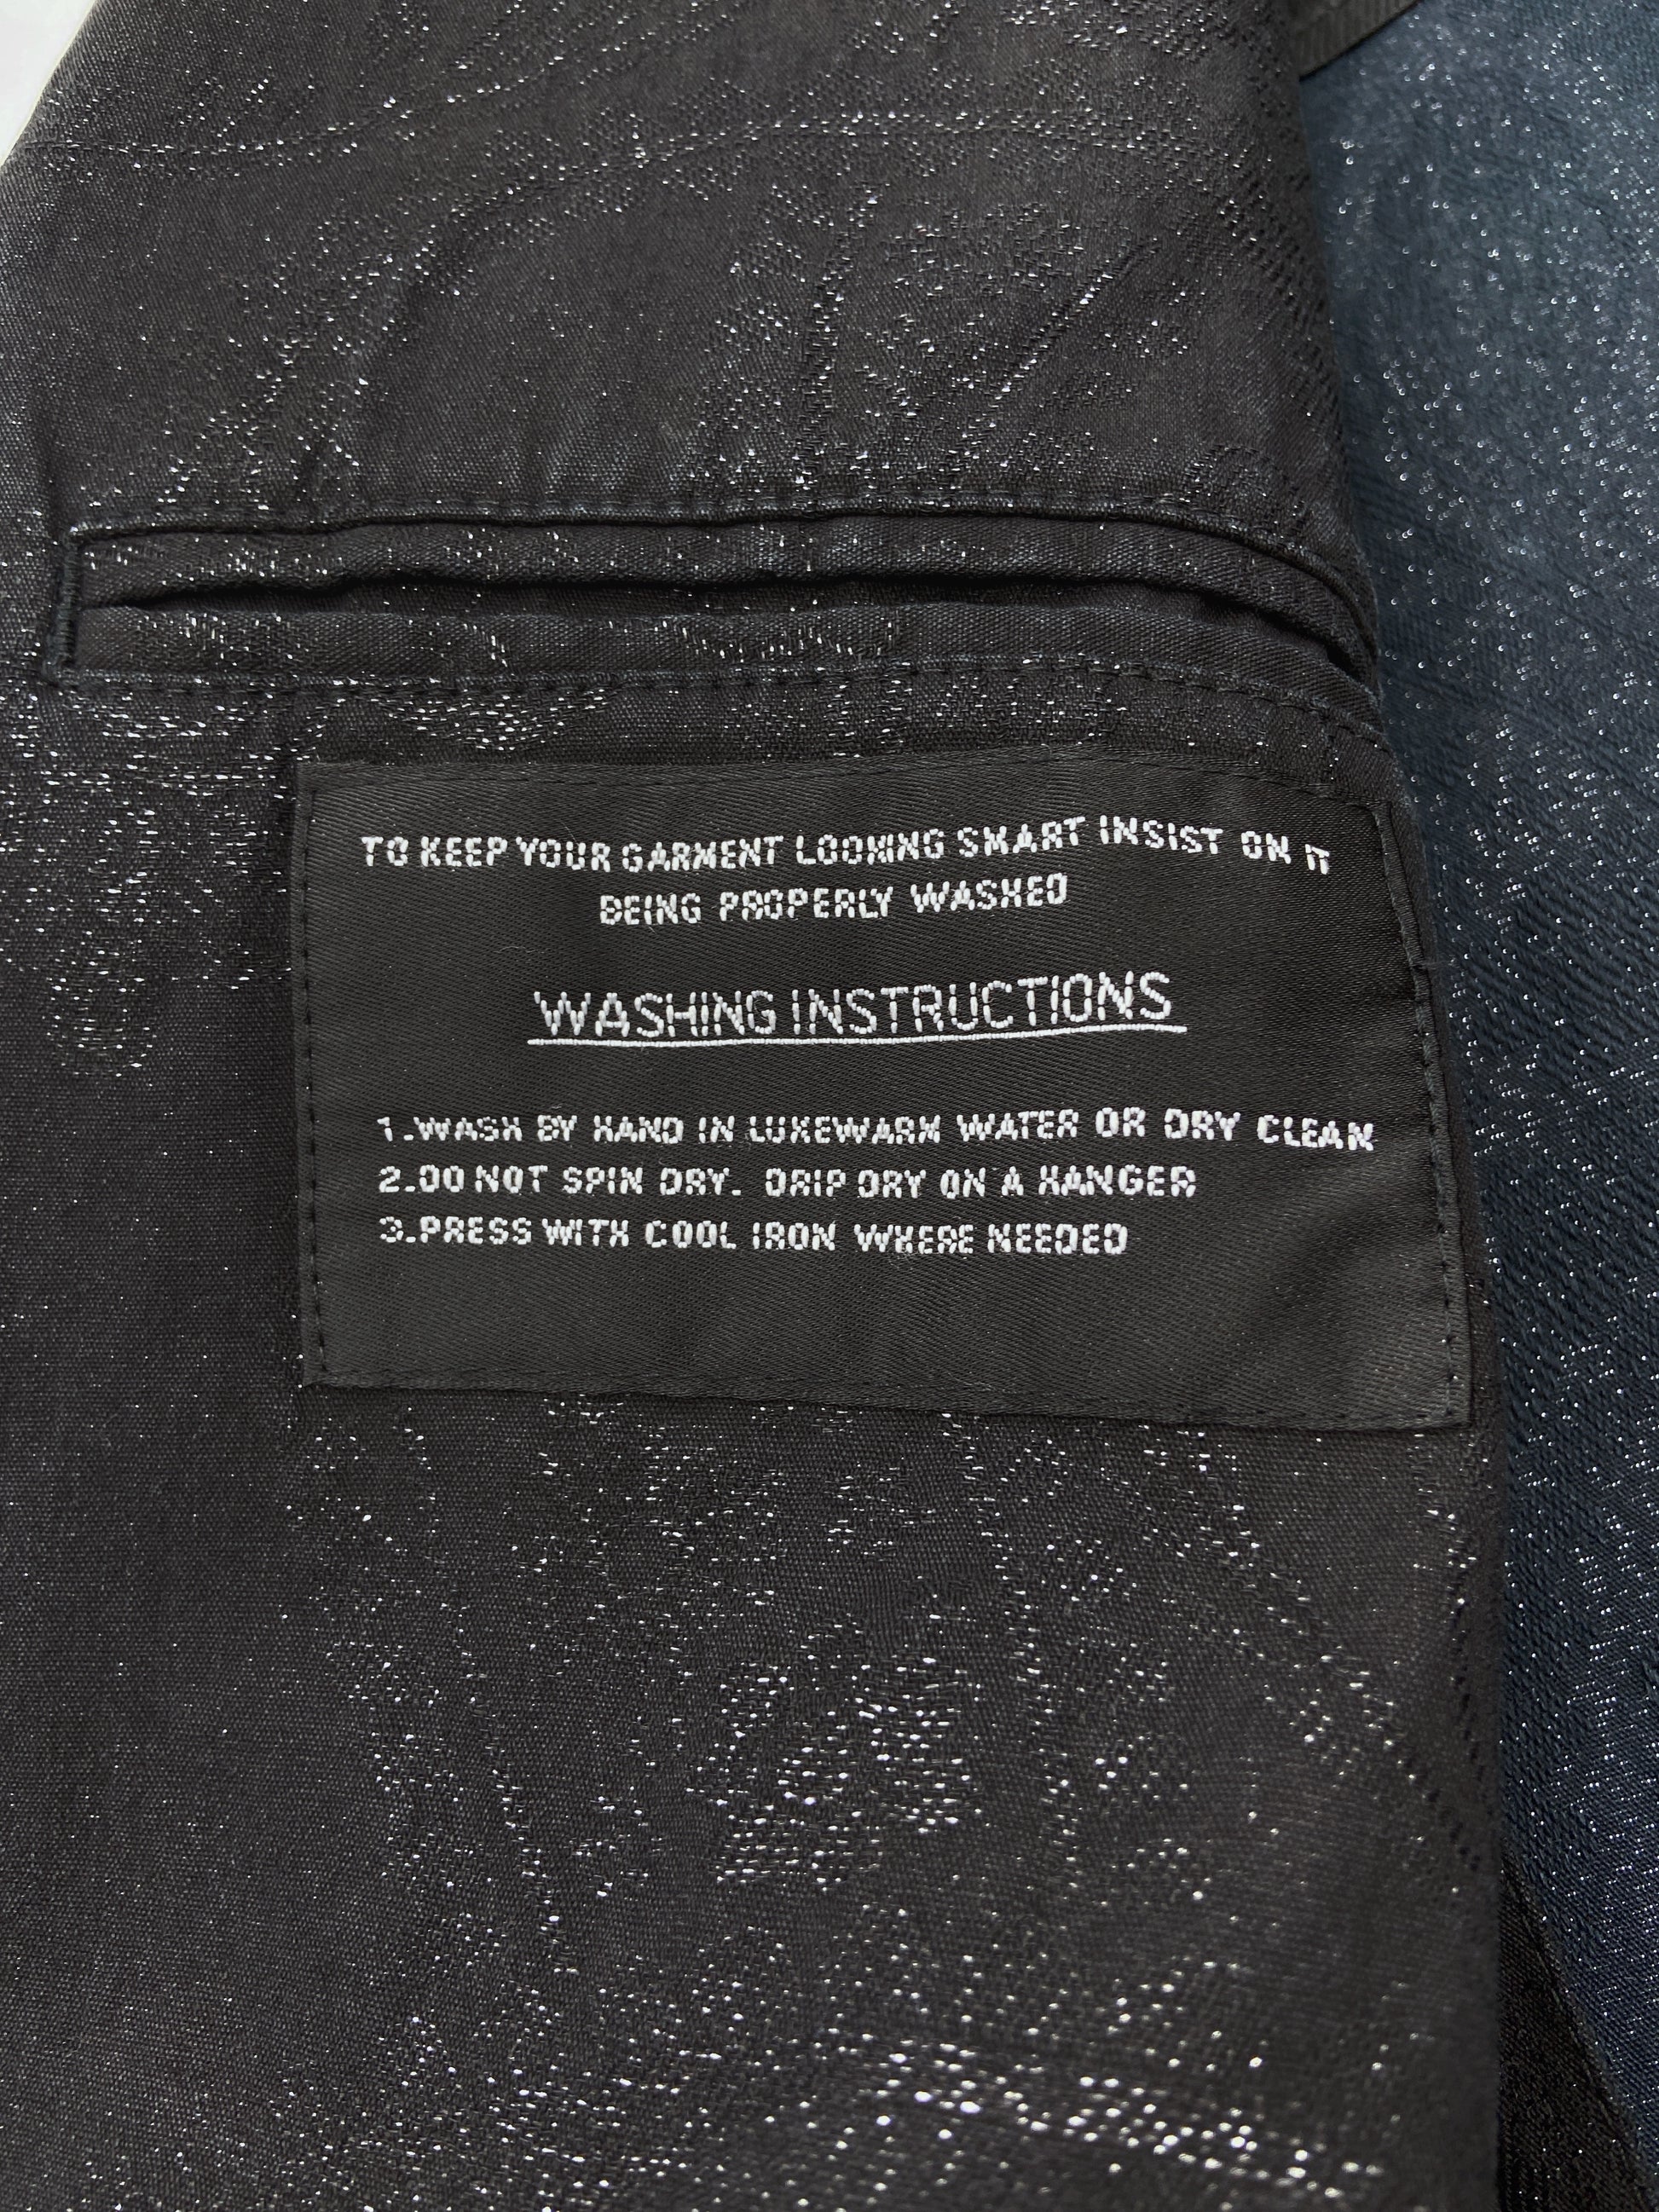 TO KEEP YOUR GARMENT LOOKING SMART INSIST ON IT
BEING PROPERLY WASHED
WASHING INSTRUCTIONS
1.WASH BY HAND IN LUKEWARM WATER OR DRY CLEAN
2.DO NOT SPIN DRY. DRIP DRY ON A HANGER
3.PRESS WITH COOL IRON WHERE NEEDED